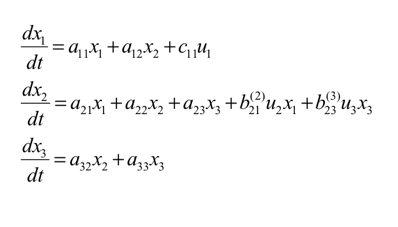 dx₁/dt = a₁₁x₁ + a₁₂x₂ + c₁₁u₁
dx₂/dt = a₂₁x₁ + a₂₂x₂ + a₂₃x₃ + b₂₁⁽²⁾u₂x₁ + b₂₃⁽³⁾u₃x₃
dx₃/dt = a₃₂x₂ + a₃₃x₃